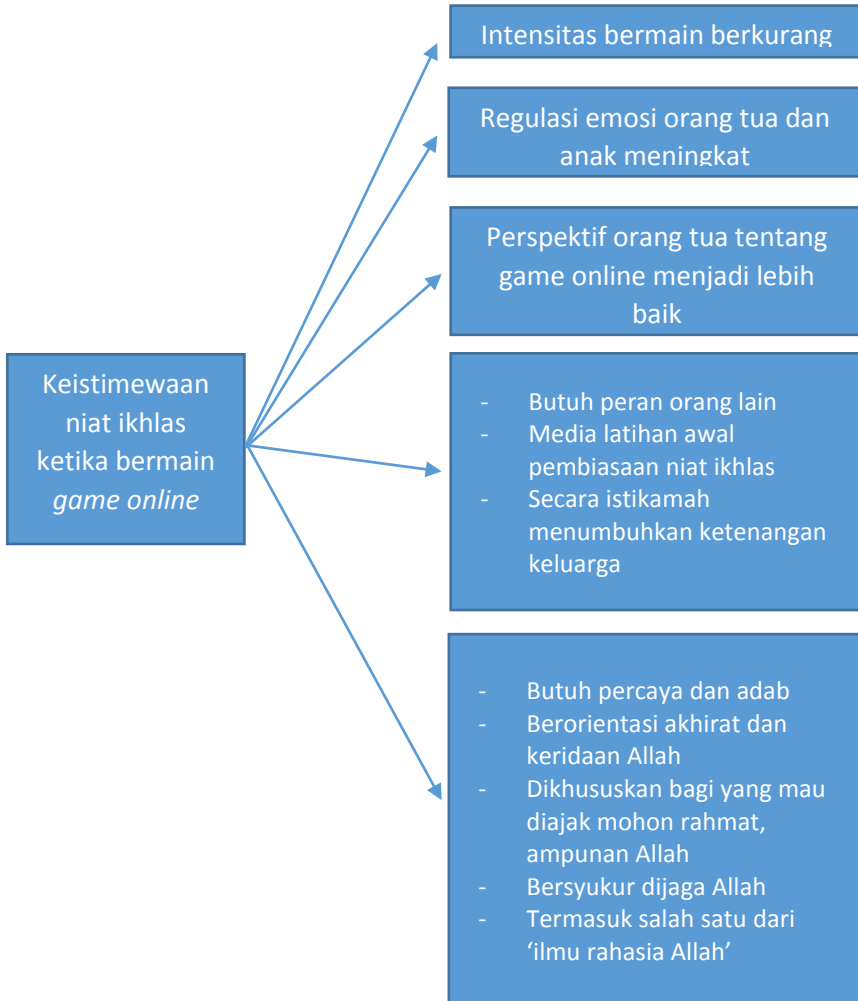 Intensitas bermain berkurang
Regulasi emosi orang tua dan
anak meningkat
Perspektif orang tua tentang
game online menjadi lebih
baik
Keistimewaan
niat ikhlas
ketika bermain
game online
- Butuh peran orang lain
- Media latihan awal
pembiasaan niat ikhlas
- Secara istikamah
menumbuhkan ketenangan
keluarga
- Butuh percaya dan adab
- Berorientasi akhirat dan
keridaan Allah
- Dikhususkan bagi yang mau
diajak mohon rahmat,
ampunan Allah
- Bersyukur dijaga Allah
- Termasuk salah satu dari
‘ilmu rahasia Allah’